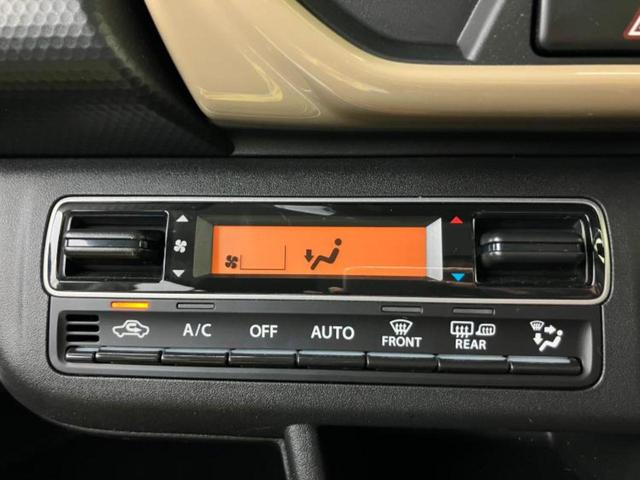 A/C OFF AUTO FRONT REAR